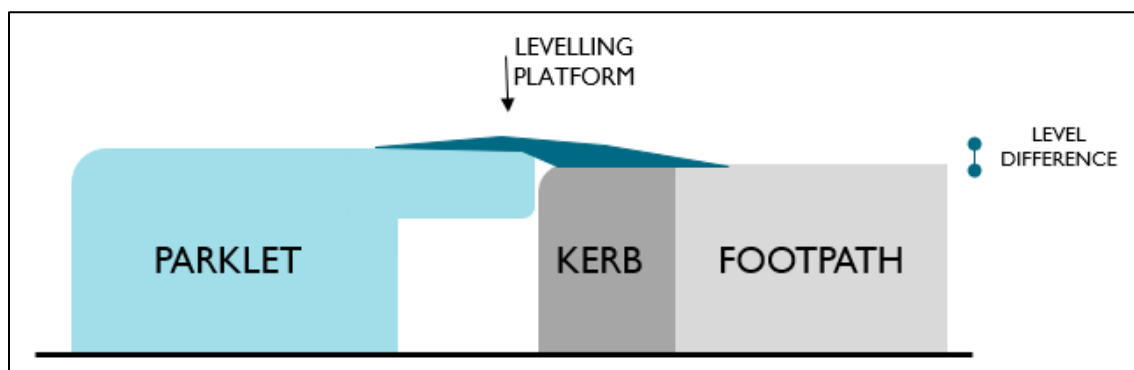 LEVELLING
PLATFORM
LEVEL
DIFFERENCE
PARKLET
KERB
FOOTPATH